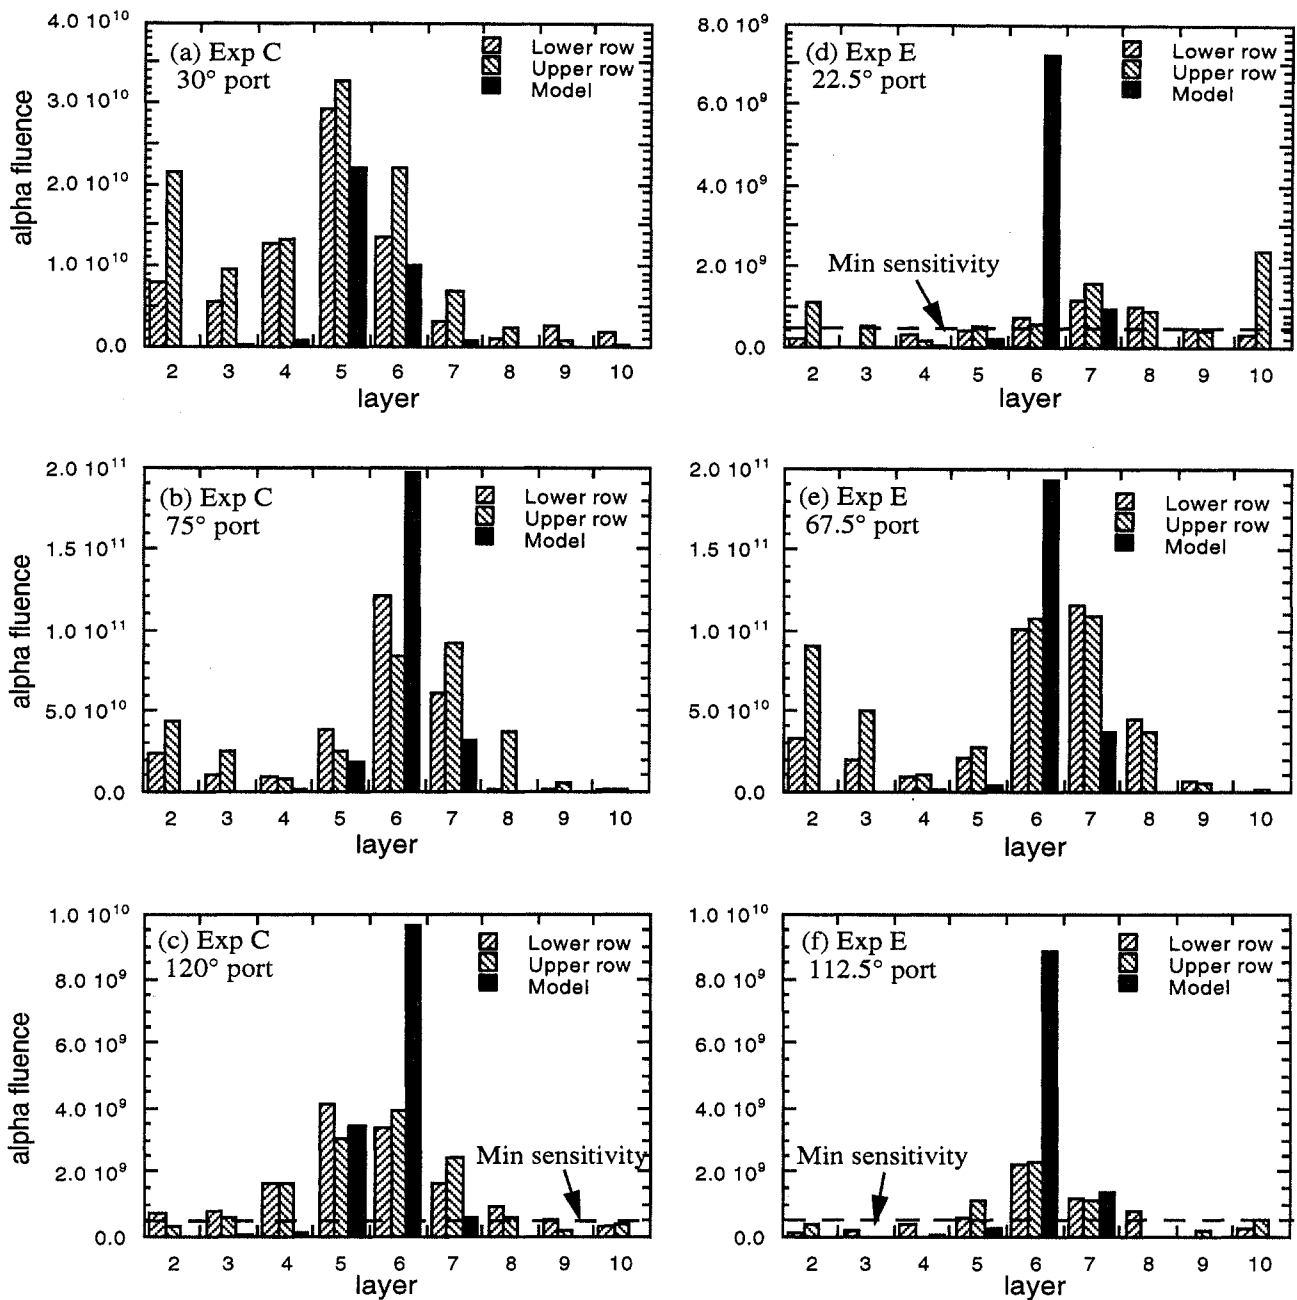 (a) Exp C
30° port
Lower row
Upper row
Model
4.0 10¹⁰
3.0 10¹⁰
2.0 10¹⁰
1.0 10¹⁰
0.0
alpha fluence
2 3 4 5 6 7 8 9 10
layer
(d) Exp E
22.5° port
Lower row
Upper row
Model
8.0 10⁹
6.0 10⁹
4.0 10⁹
2.0 10⁹
0.0
Min sensitivity
2 3 4 5 6 7 8 9 10
layer
(b) Exp C
75° port
Lower row
Upper row
Model
2.0 10¹¹
1.5 10¹¹
1.0 10¹¹
5.0 10¹⁰
0.0
alpha fluence
2 3 4 5 6 7 8 9 10
layer
(e) Exp E
67.5° port
Lower row
Upper row
Model
2.0 10¹¹
1.5 10¹¹
1.0 10¹¹
5.0 10¹⁰
0.0
2 3 4 5 6 7 8 9 10
layer
(c) Exp C
120° port
Lower row
Upper row
Model
1.0 10¹⁰
8.0 10⁹
6.0 10⁹
4.0 10⁹
2.0 10⁹
0.0
alpha fluence
Min sensitivity
2 3 4 5 6 7 8 9 10
layer
(f) Exp E
112.5° port
Lower row
Upper row
Model
1.0 10¹⁰
8.0 10⁹
6.0 10⁹
4.0 10⁹
2.0 10⁹
0.0
Min sensitivity
2 3 4 5 6 7 8 9 10
layer